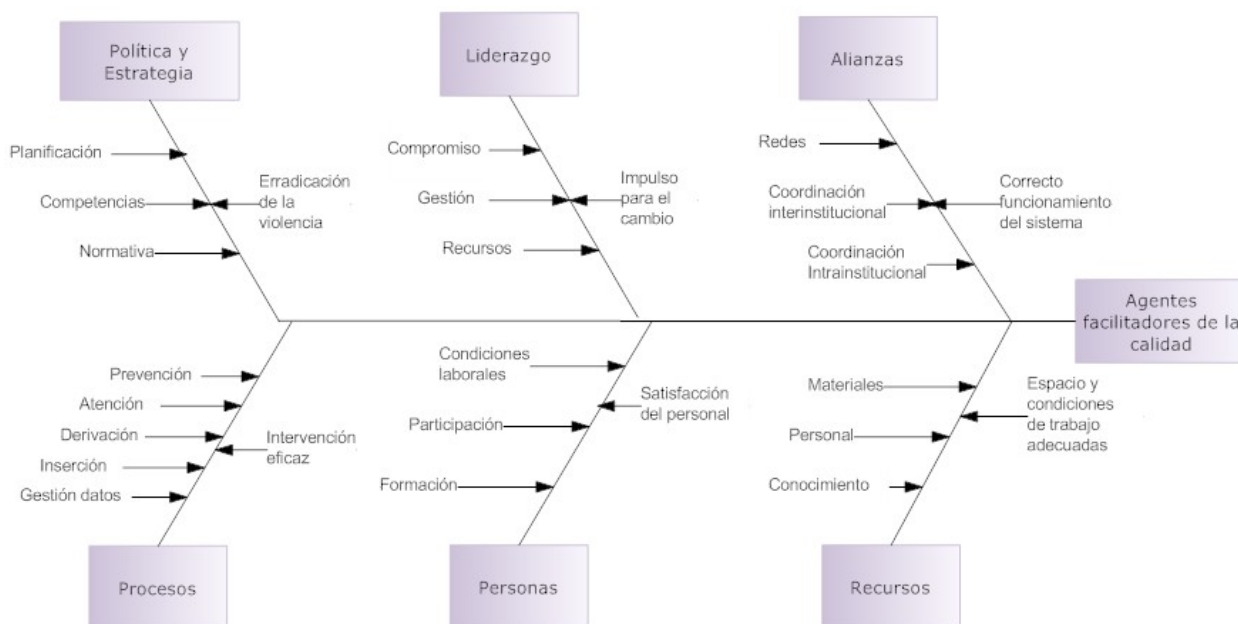 Política y
Estrategia
Liderazgo
Alianzas
Planificación
Competencias
Normativa
Erradicación
de la
violencia
Compromiso
Gestión
Recursos
Impulso
para el
cambio
Redes
Coordinación
interinstitucional
Coordinación
Intrainstitucional
Correcto
funcionamiento
del sistema
Agentes
facilitadores de la
calidad
Prevención
Atención
Derivación
Inserción
Gestión datos
Intervención
eficaz
Condiciones
laborales
Participación
Formación
Satisfacción
del personal
Materiales
Personal
Conocimiento
Espacio y
condiciones
de trabajo
adecuadas
Procesos
Personas
Recursos